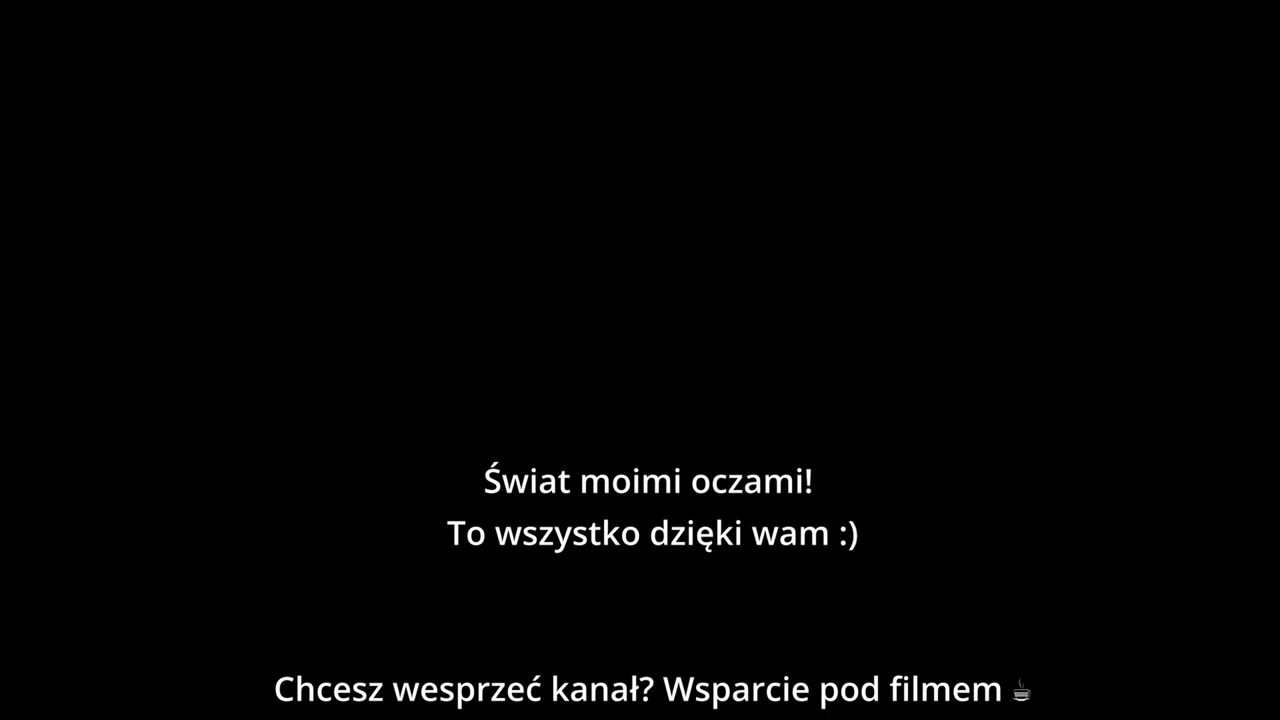 Świat moimi oczami!
To wszystko dzięki wam :)
Chcesz wesprzeć kanał? Wsparcie pod filmem ☕